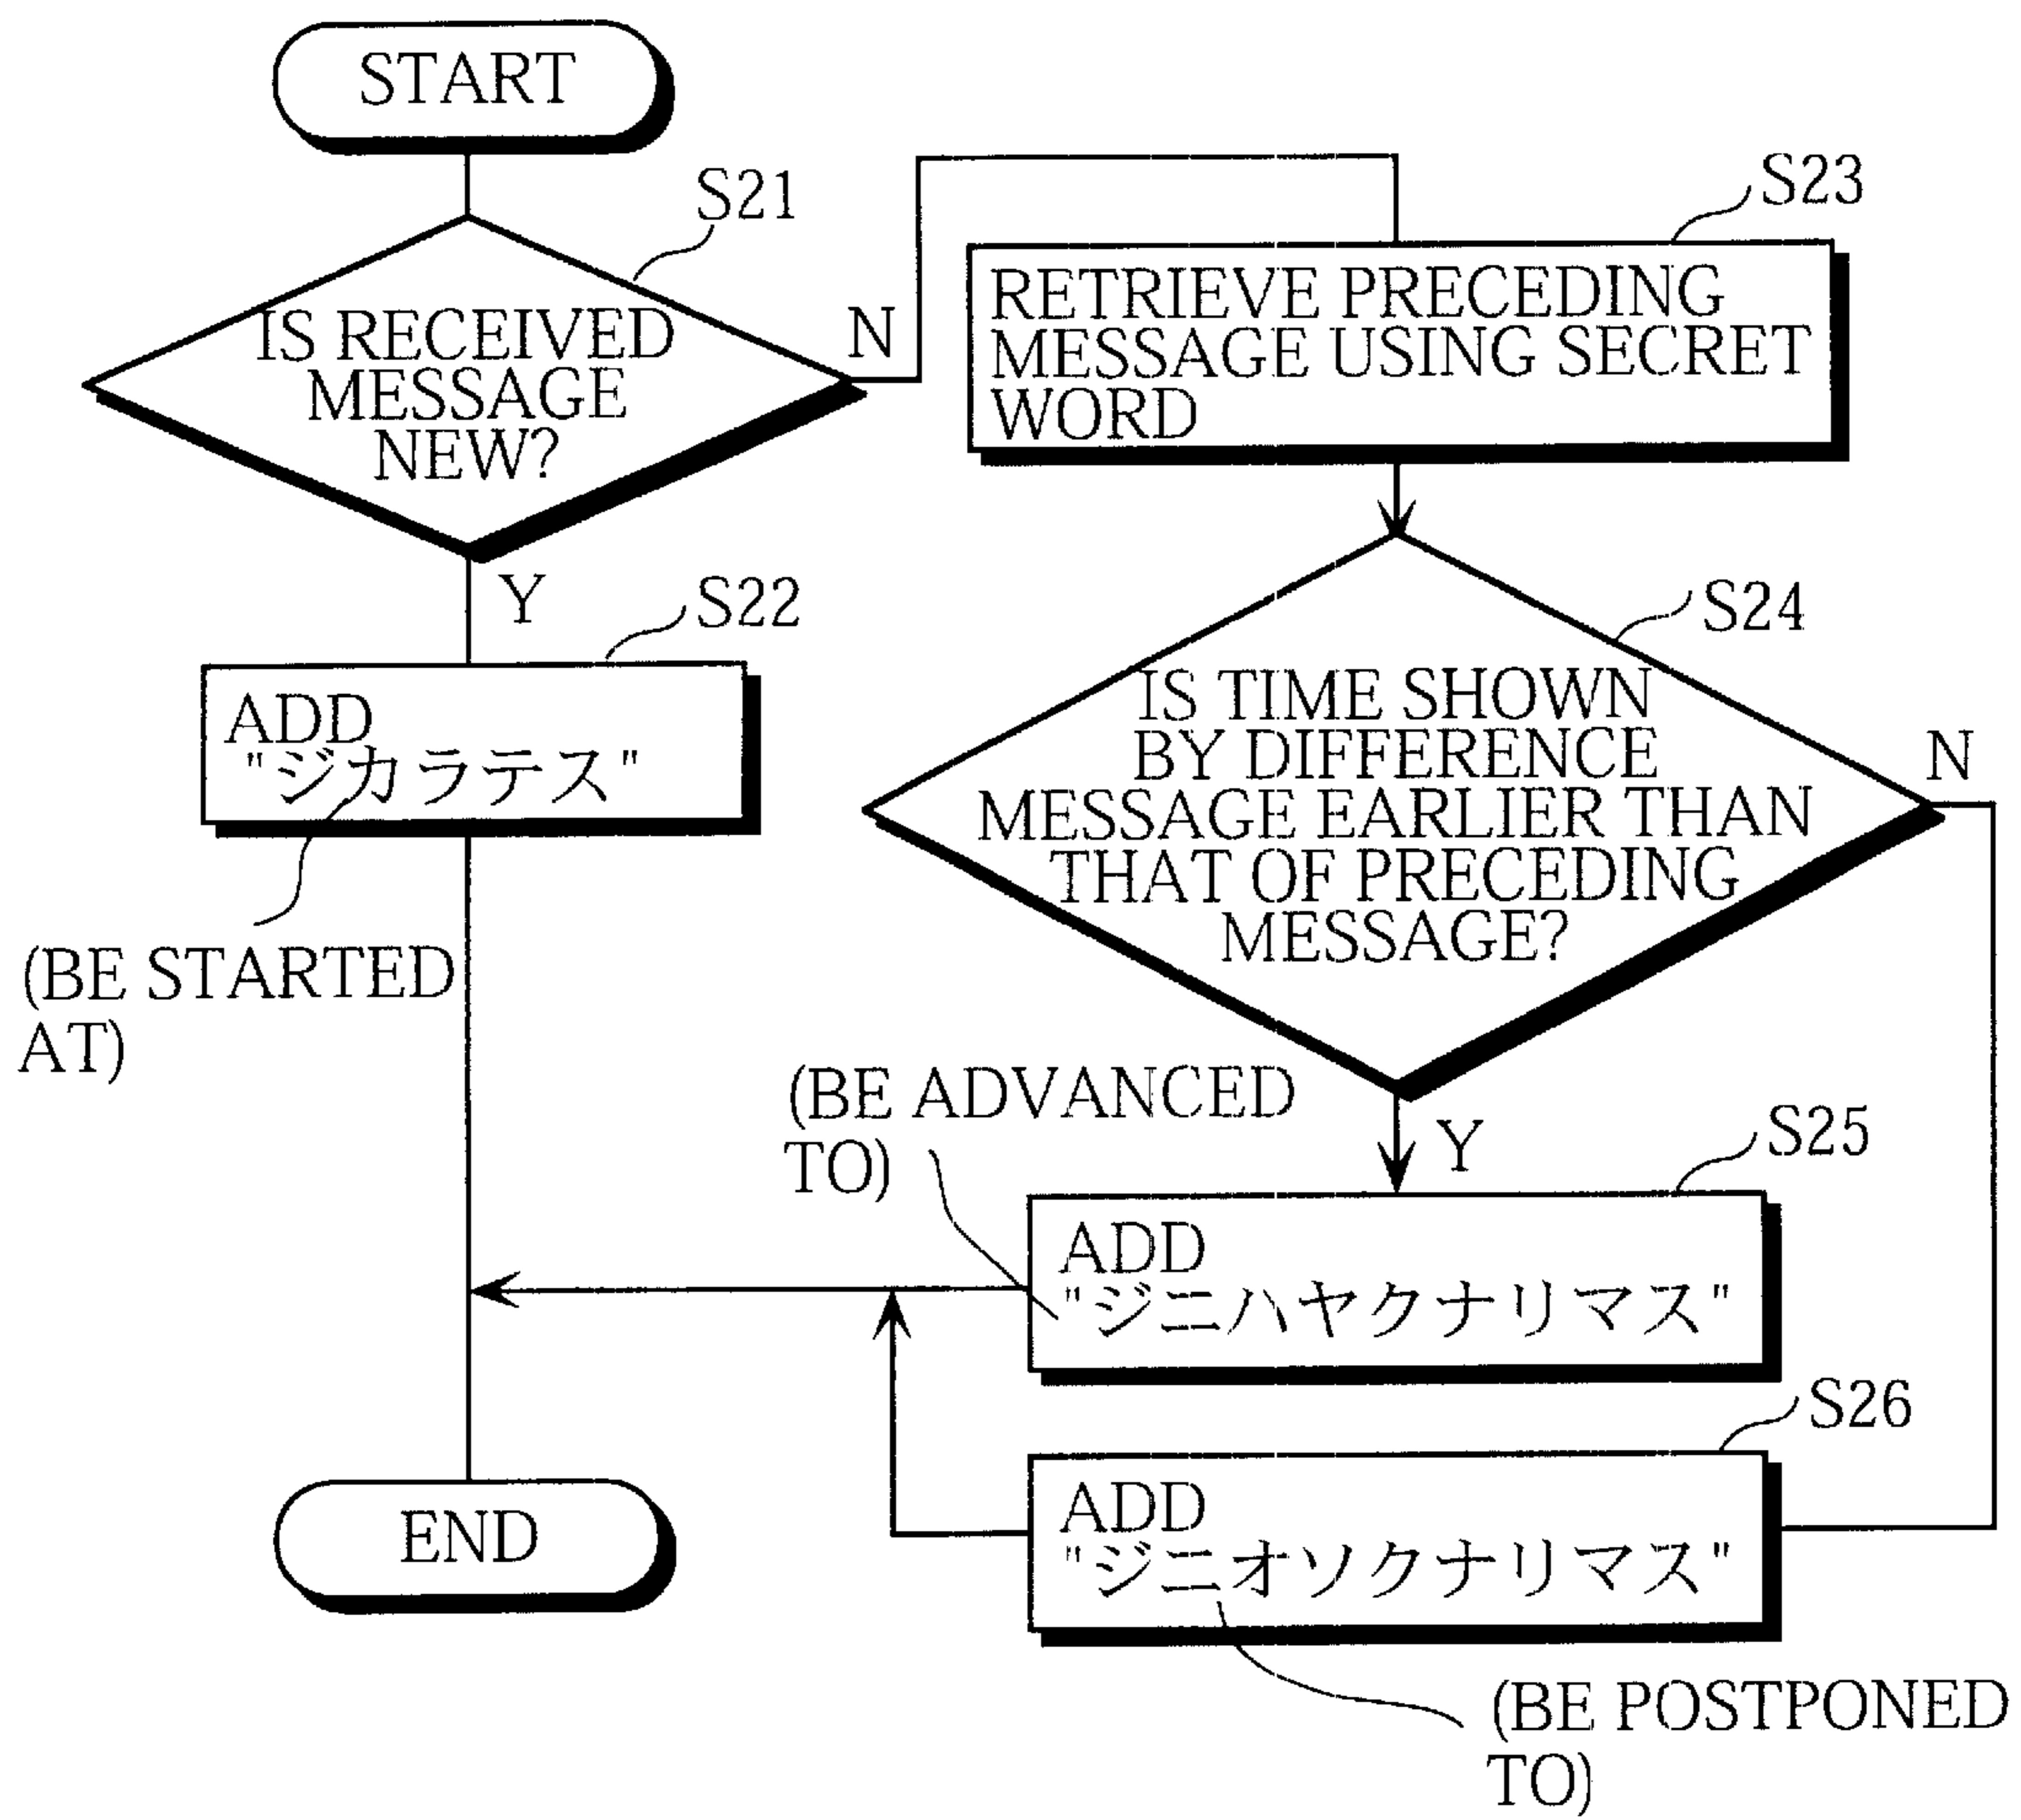 START
S21
IS RECEIVED
MESSAGE
NEW?
N
Y
S22
ADD
"ジカラテス"
(BE STARTED
AT)
S23
RETRIEVE PRECEDING
MESSAGE USING SECRET
WORD
S24
IS TIME SHOWN
BY DIFFERENCE
MESSAGE EARLIER THAN
THAT OF PRECEDING
MESSAGE?
N
Y
(BE ADVANCED
TO)
S25
ADD
"ジニハヤクナリマス"
S26
ADD
"ジニオソクナリマス"
(BE POSTPONED
TO)
END